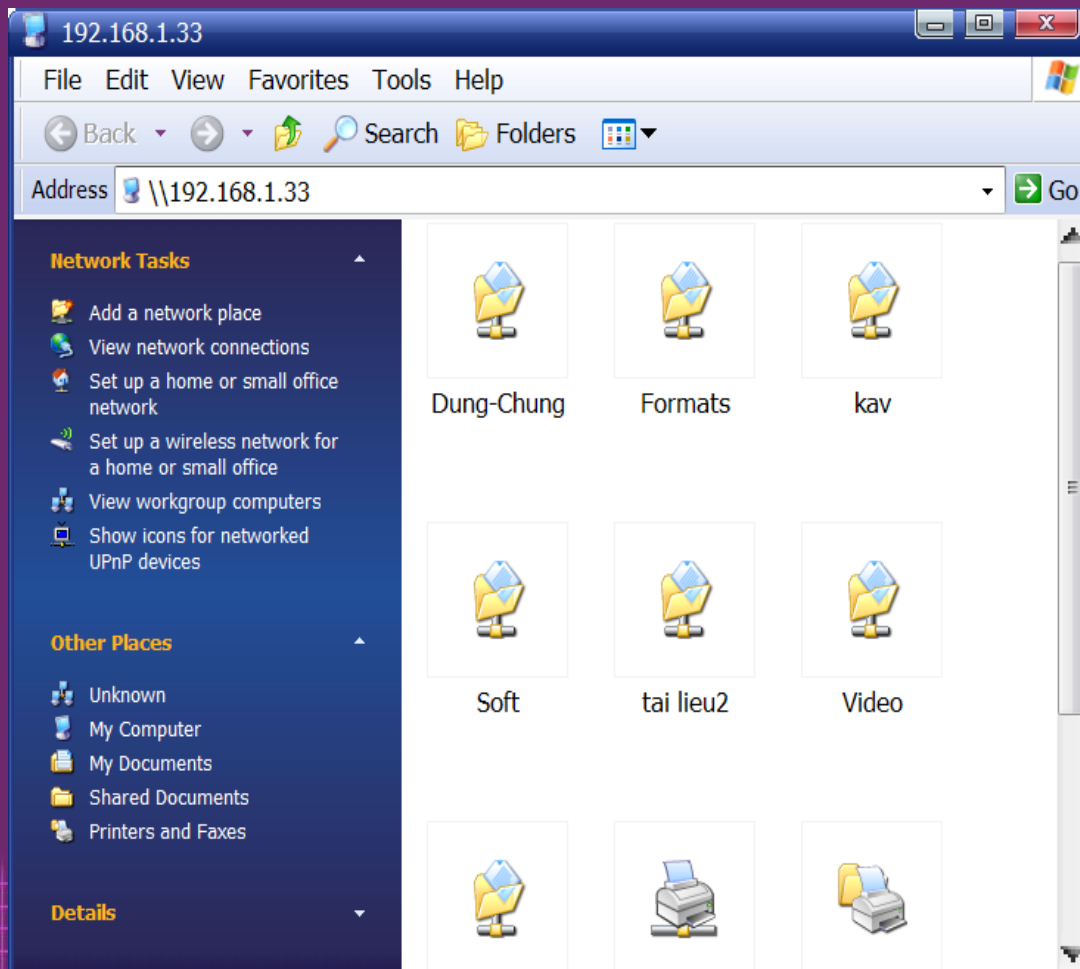 192.168.1.33
File Edit View Favorites Tools Help
Back Search Folders
Address \\192.168.1.33 Go
Network Tasks
Add a network place
View network connections
Set up a home or small office
network
Set up a wireless network for
a home or small office
View workgroup computers
Show icons for networked
UPnP devices
Other Places
Unknown
My Computer
My Documents
Shared Documents
Printers and Faxes
Details
Dung-Chung Formats kav
Soft tai lieu2 Video